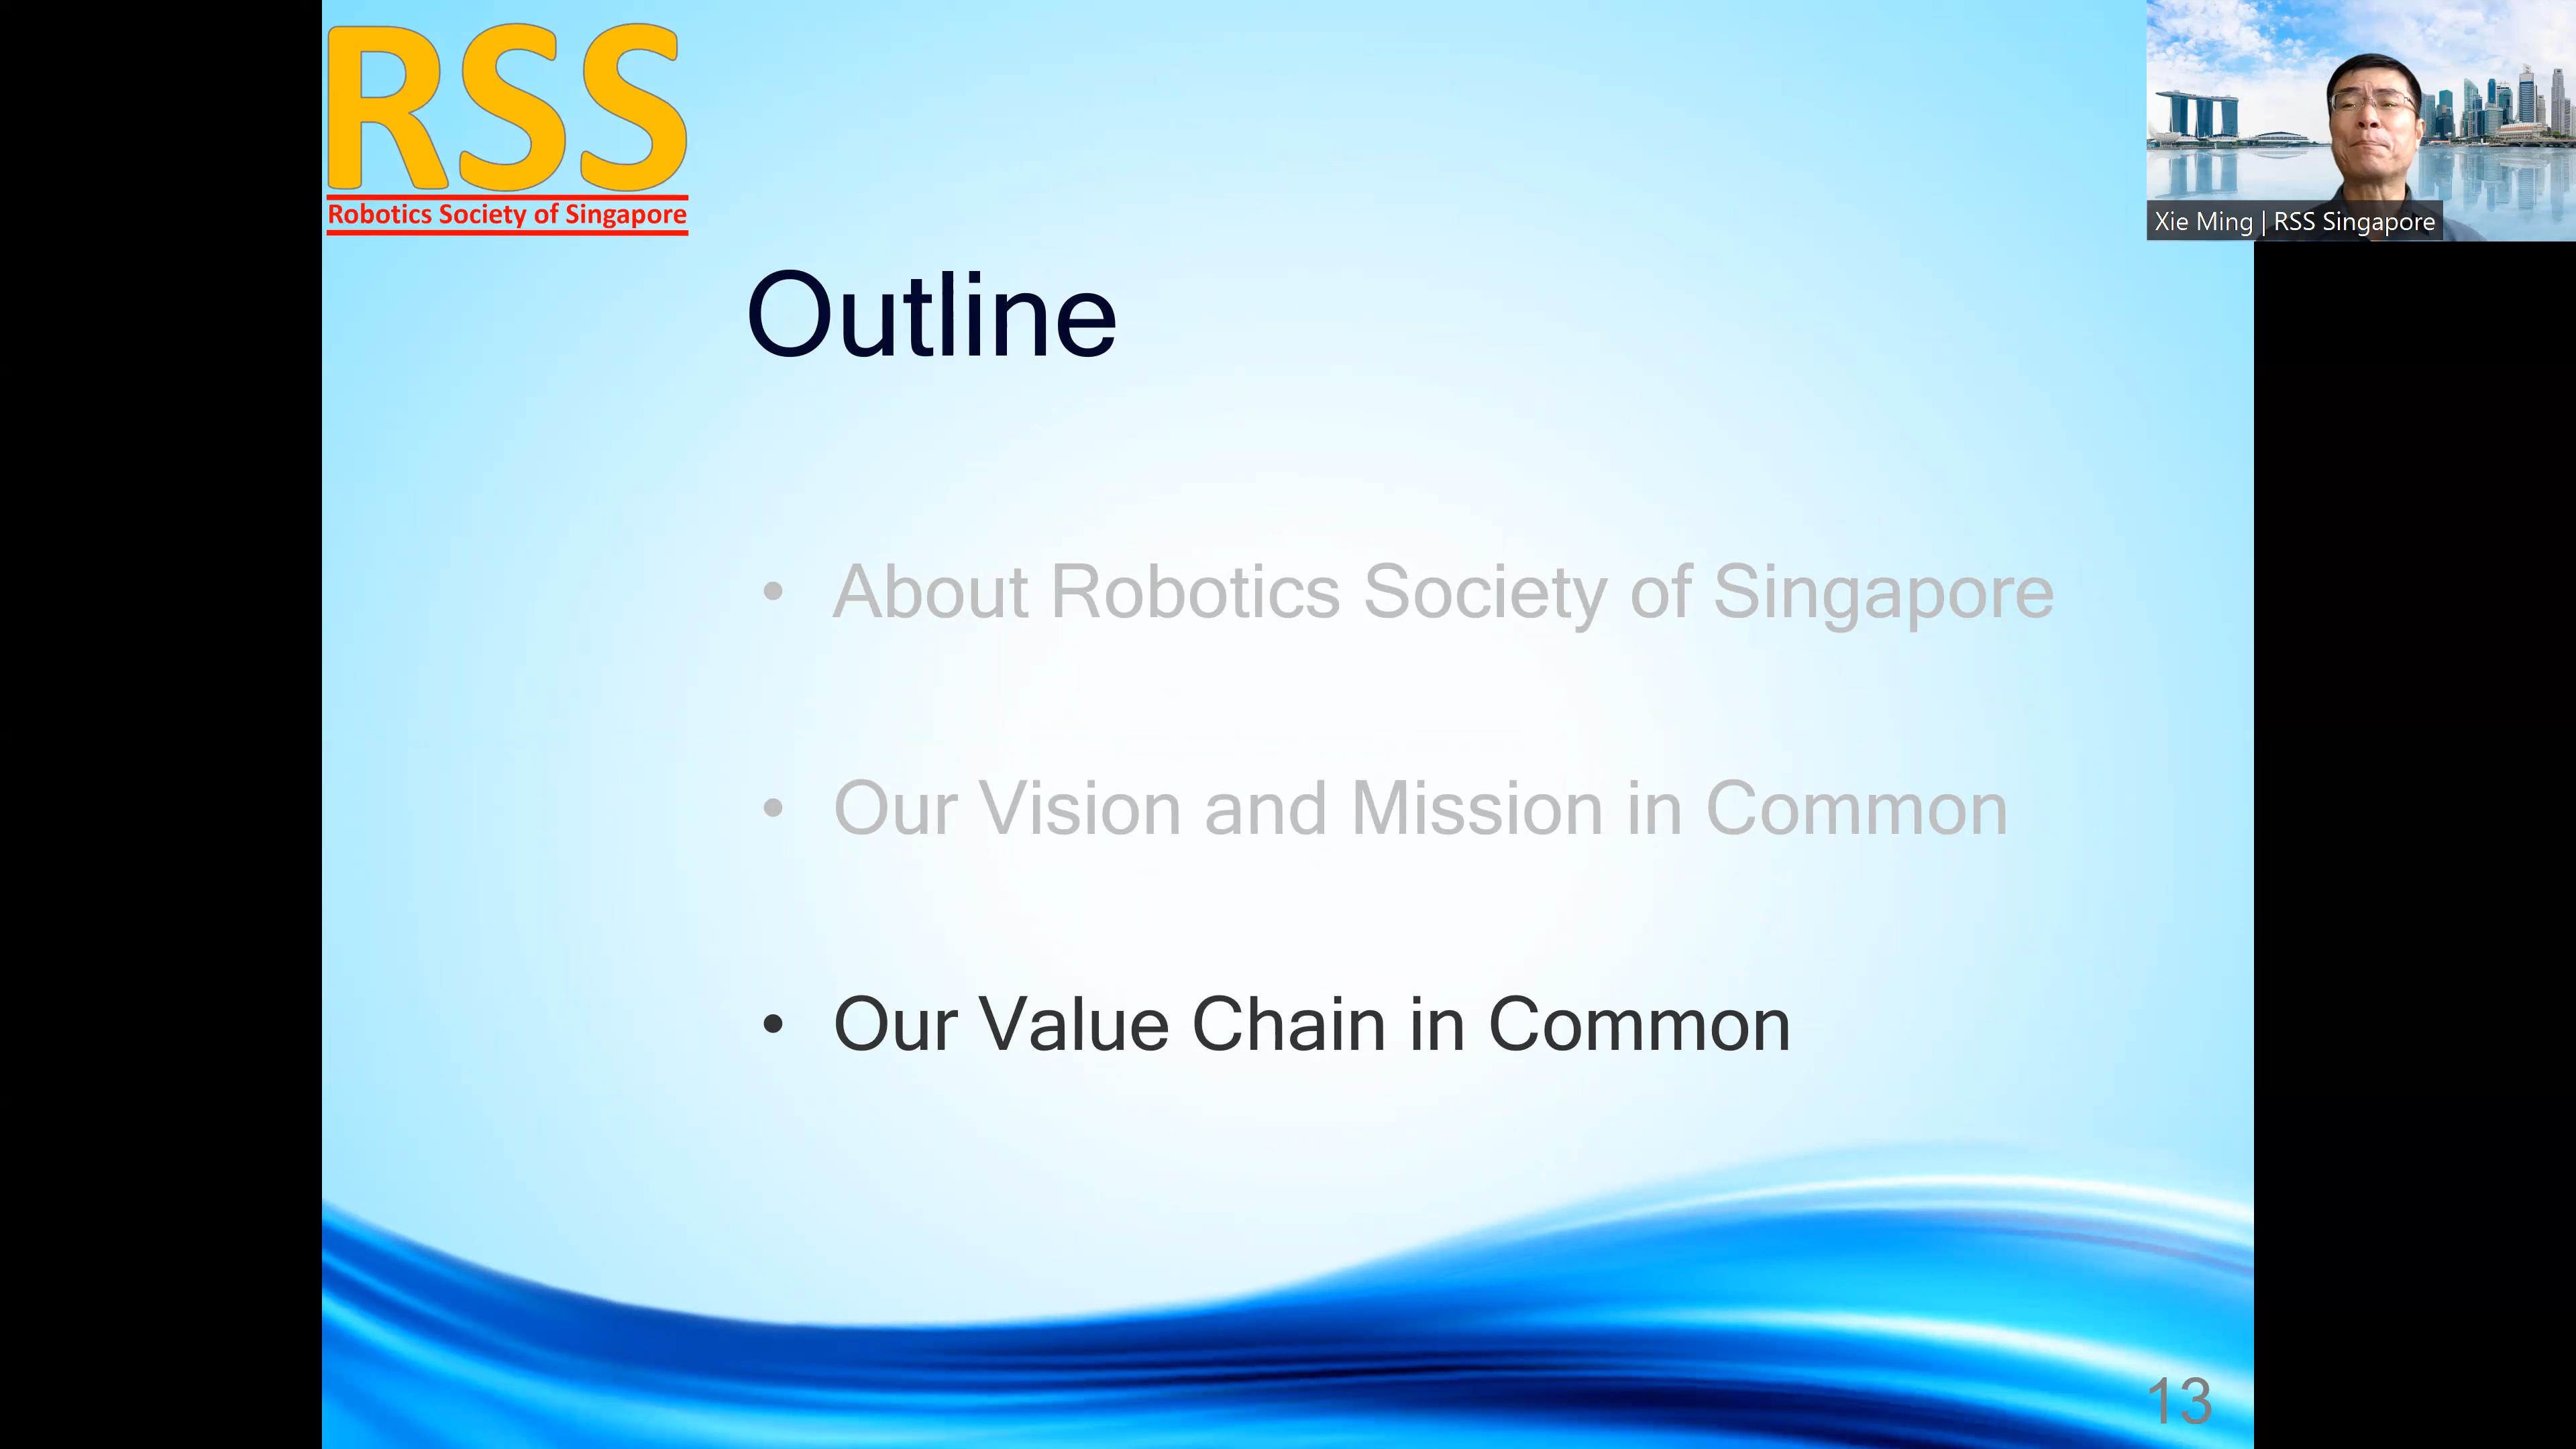 RSS
Robotics Society of Singapore
Xie Ming | RSS Singapore
Outline
• About Robotics Society of Singapore
• Our Vision and Mission in Common
• Our Value Chain in Common
13